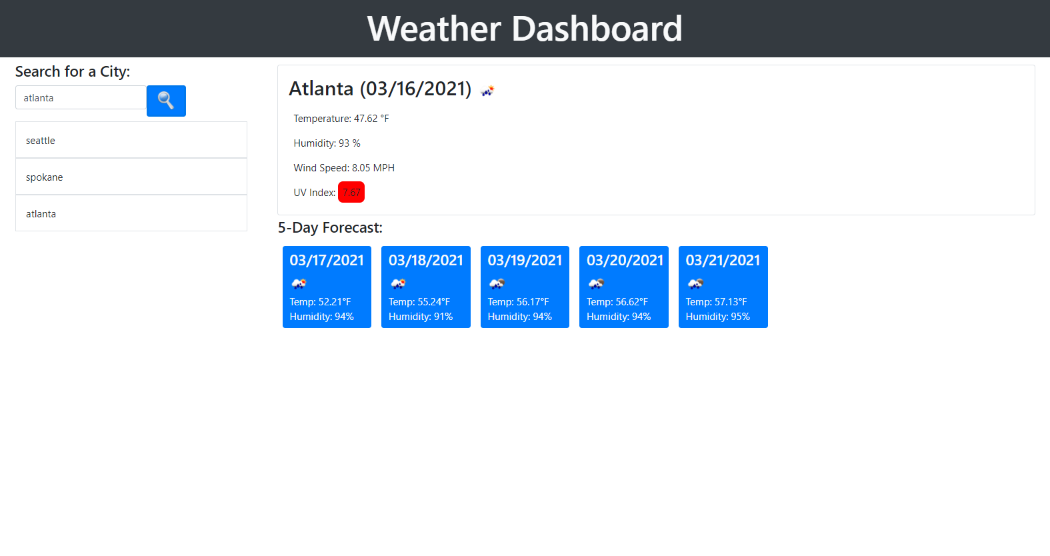 Weather Dashboard
Search for a City:
atlanta
seattle
spokane
atlanta
Atlanta (03/16/2021)
Temperature: 47.62 °F
Humidity: 93 %
Wind Speed: 8.05 MPH
UV Index: 7.67
5-Day Forecast:
03/17/2021
Temp: 52.21°F
Humidity: 94%
03/18/2021
Temp: 55.24°F
Humidity: 91%
03/19/2021
Temp: 56.17°F
Humidity: 94%
03/20/2021
Temp: 56.62°F
Humidity: 94%
03/21/2021
Temp: 57.13°F
Humidity: 95%